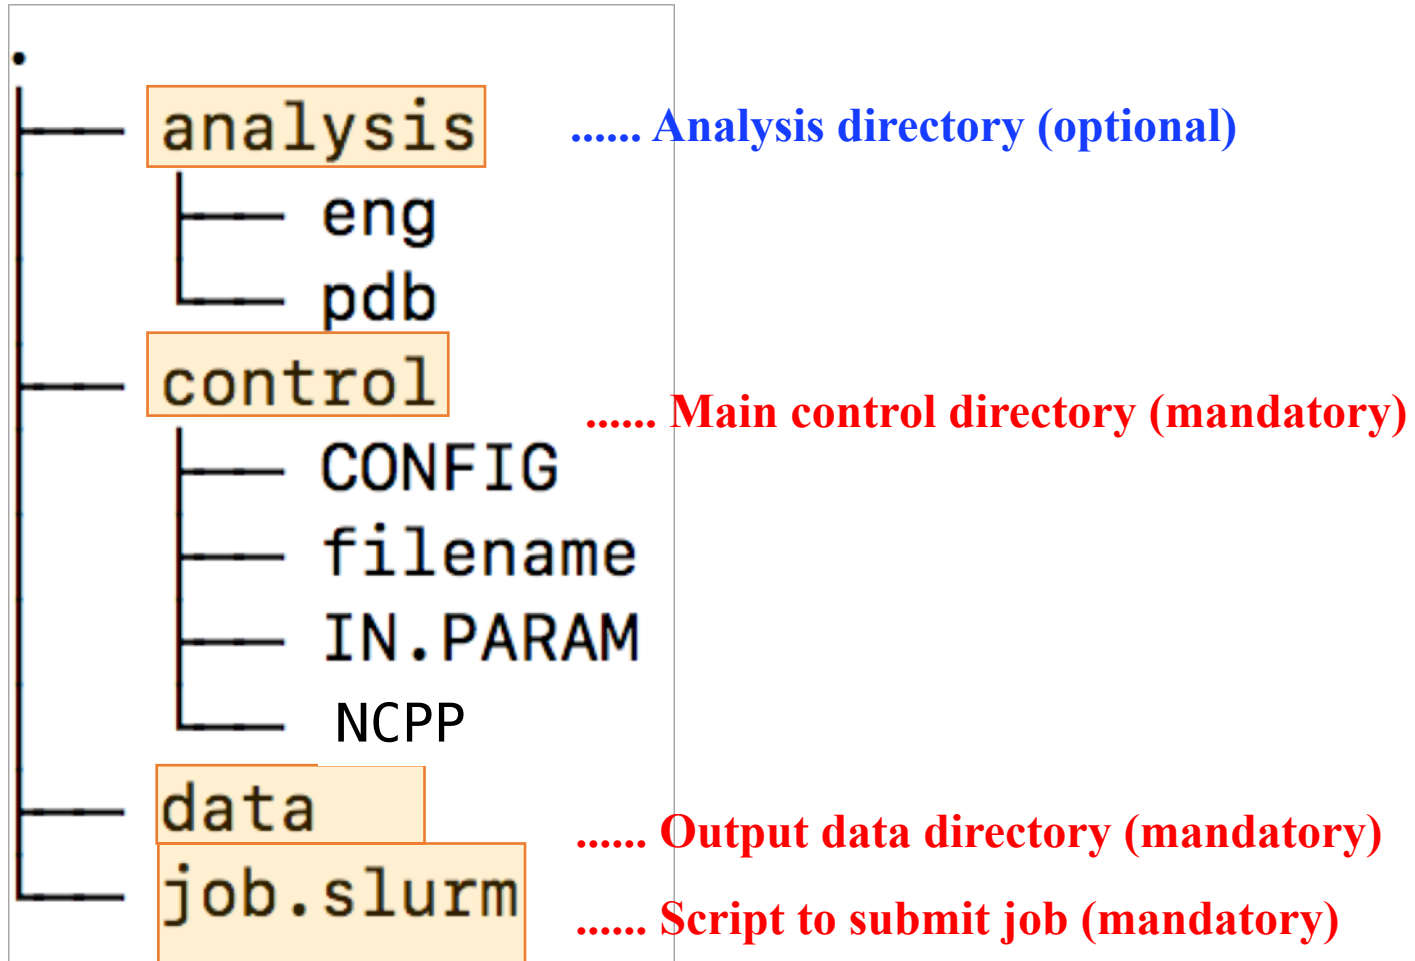 .
analysis ...... Analysis directory (optional)
eng
pdb
control ...... Main control directory (mandatory)
CONFIG
filename
IN.PARAM
NCPP
data ...... Output data directory (mandatory)
job.slurm ...... Script to submit job (mandatory)